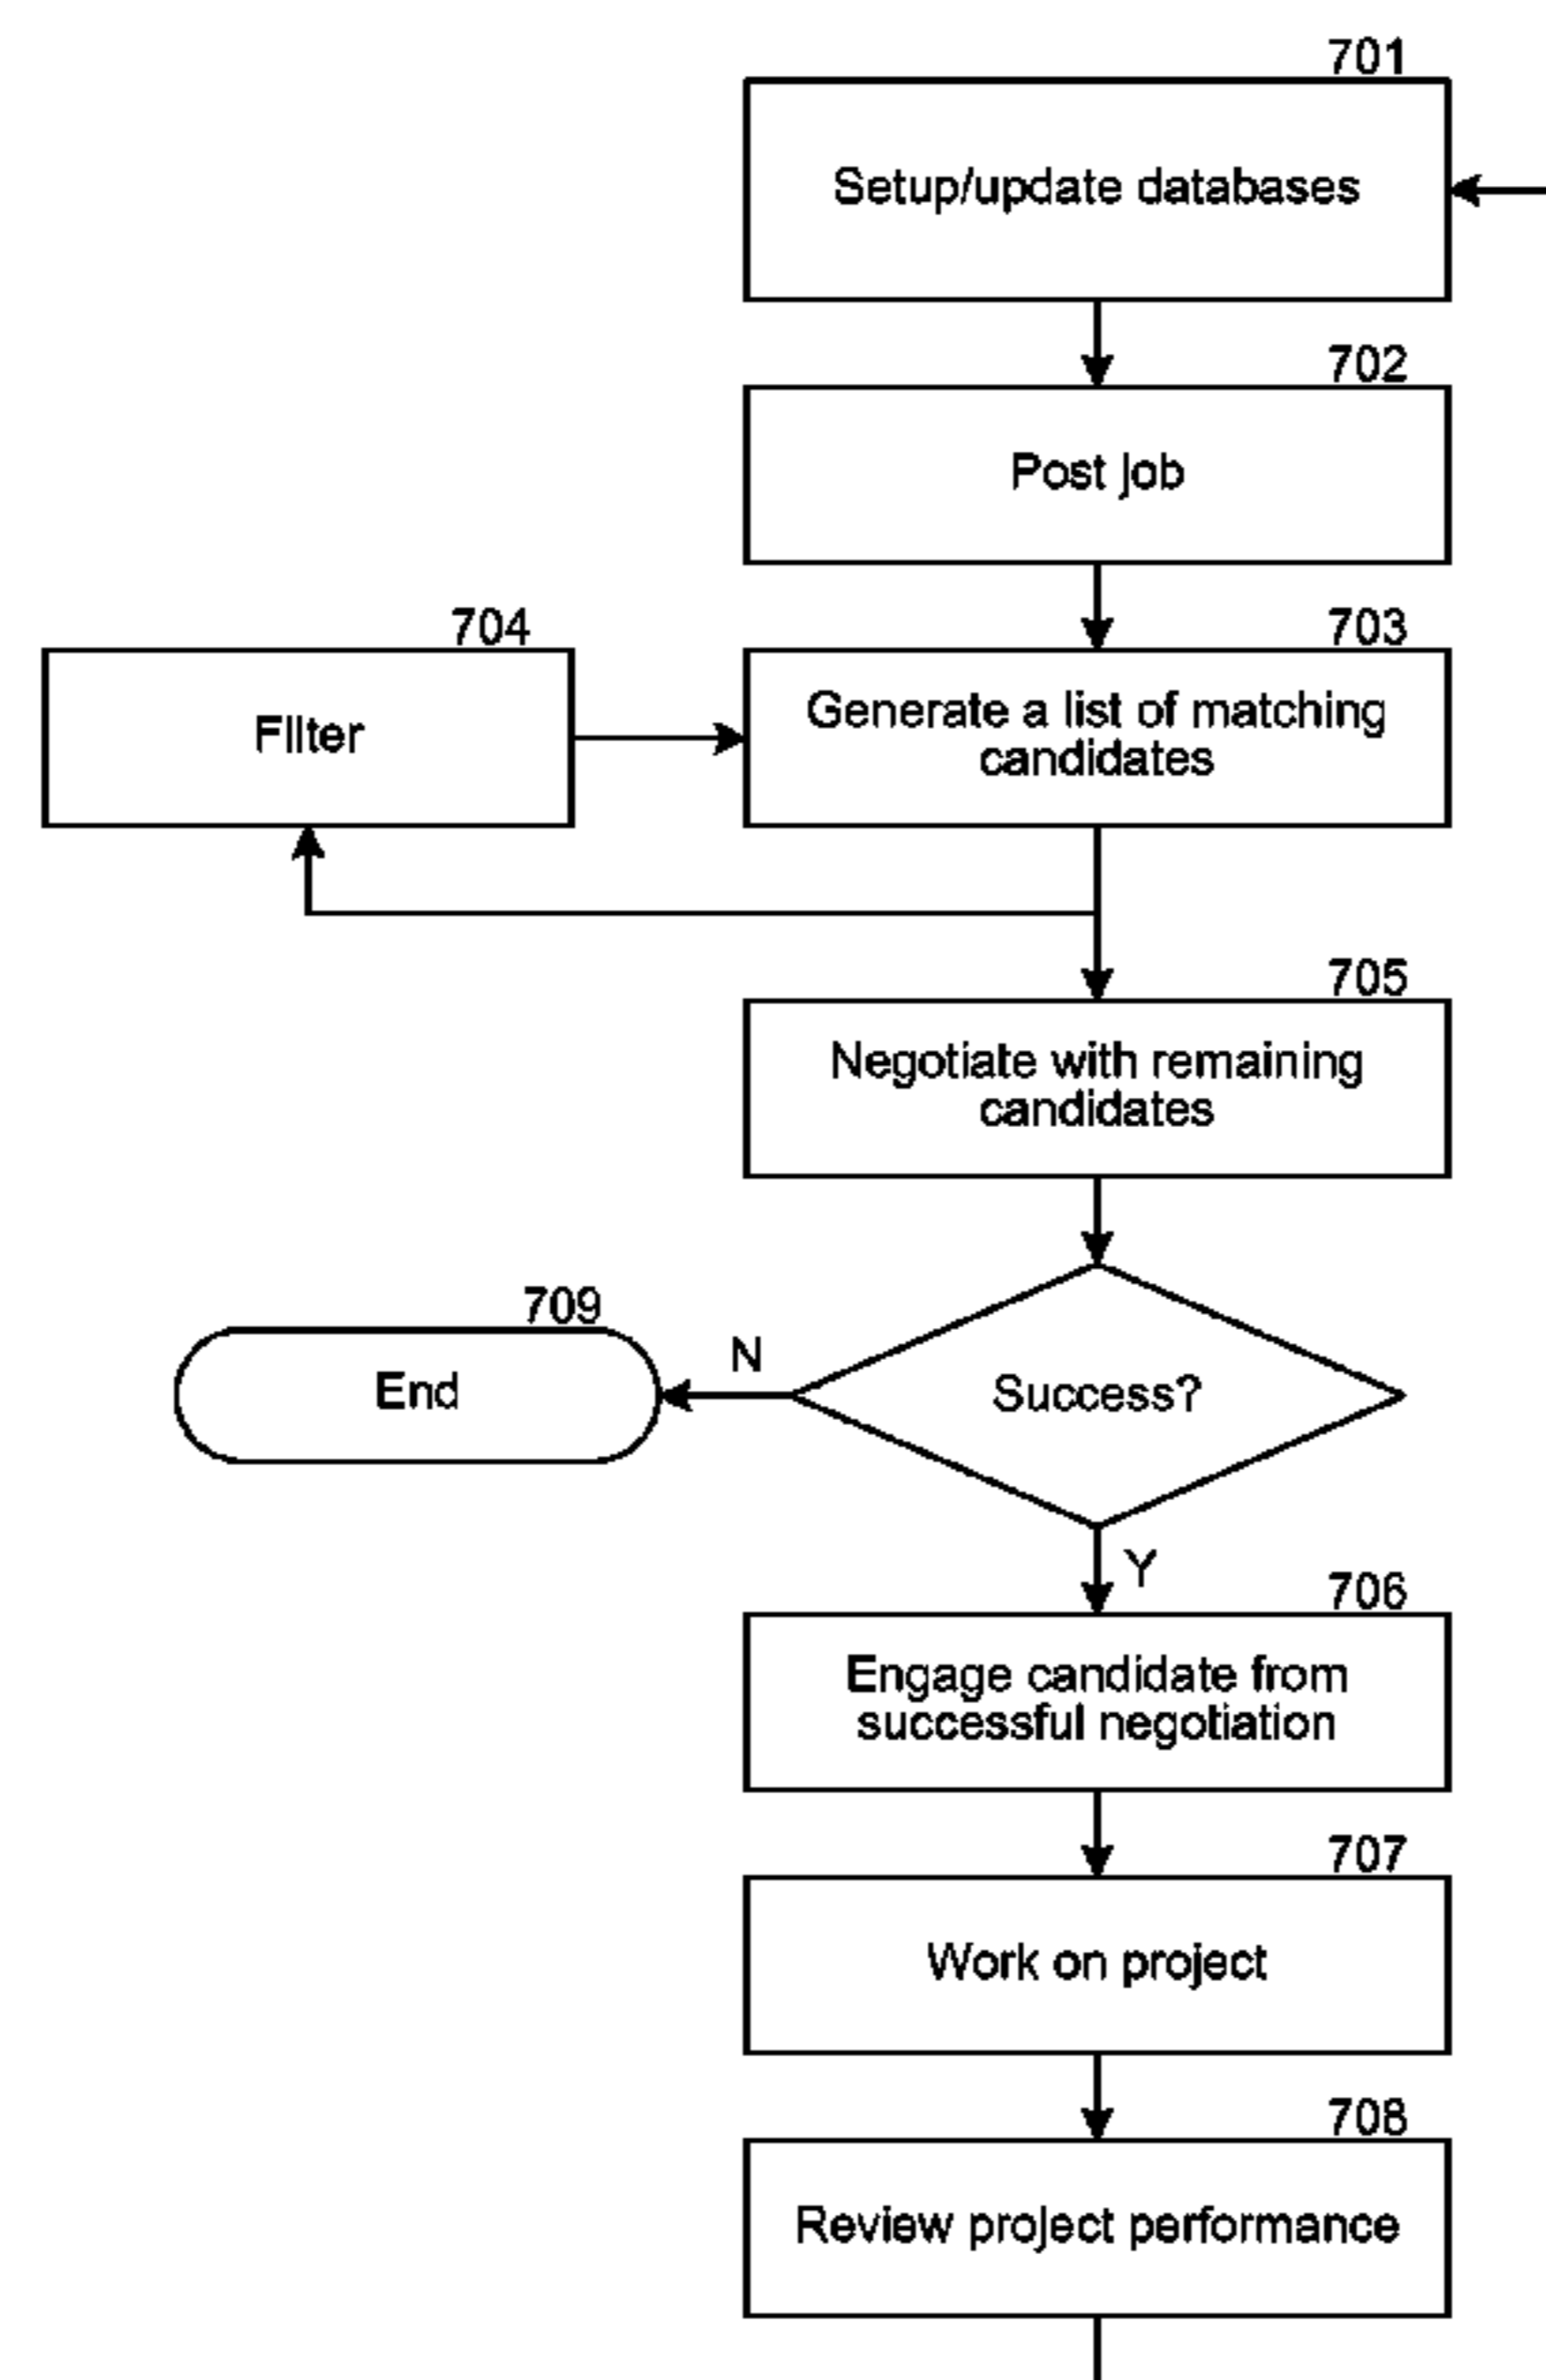 701
Setup/update databases
702
Post job
704
Filter
703
Generate a list of matching
candidates
705
Negotiate with remaining
candidates
709
End
N
Success?
Y
706
Engage candidate from
successful negotiation
707
Work on project
708
Review project performance